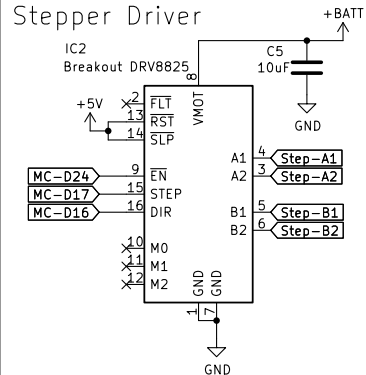 Stepper Driver
+BATT
IC2
Breakout DRV8825
C5
10uF
GND
+5V
8
VMOT
2 FLT
13 RST
14 SLP
MC-D24 9 EN
MC-D17 15 STEP
MC-D16 16 DIR
A1 4 Step-A1
A2 3 Step-A2
B1 5 Step-B1
B2 6 Step-B2
10 M0
11 M1
12 M2
GND GND
1 7
GND